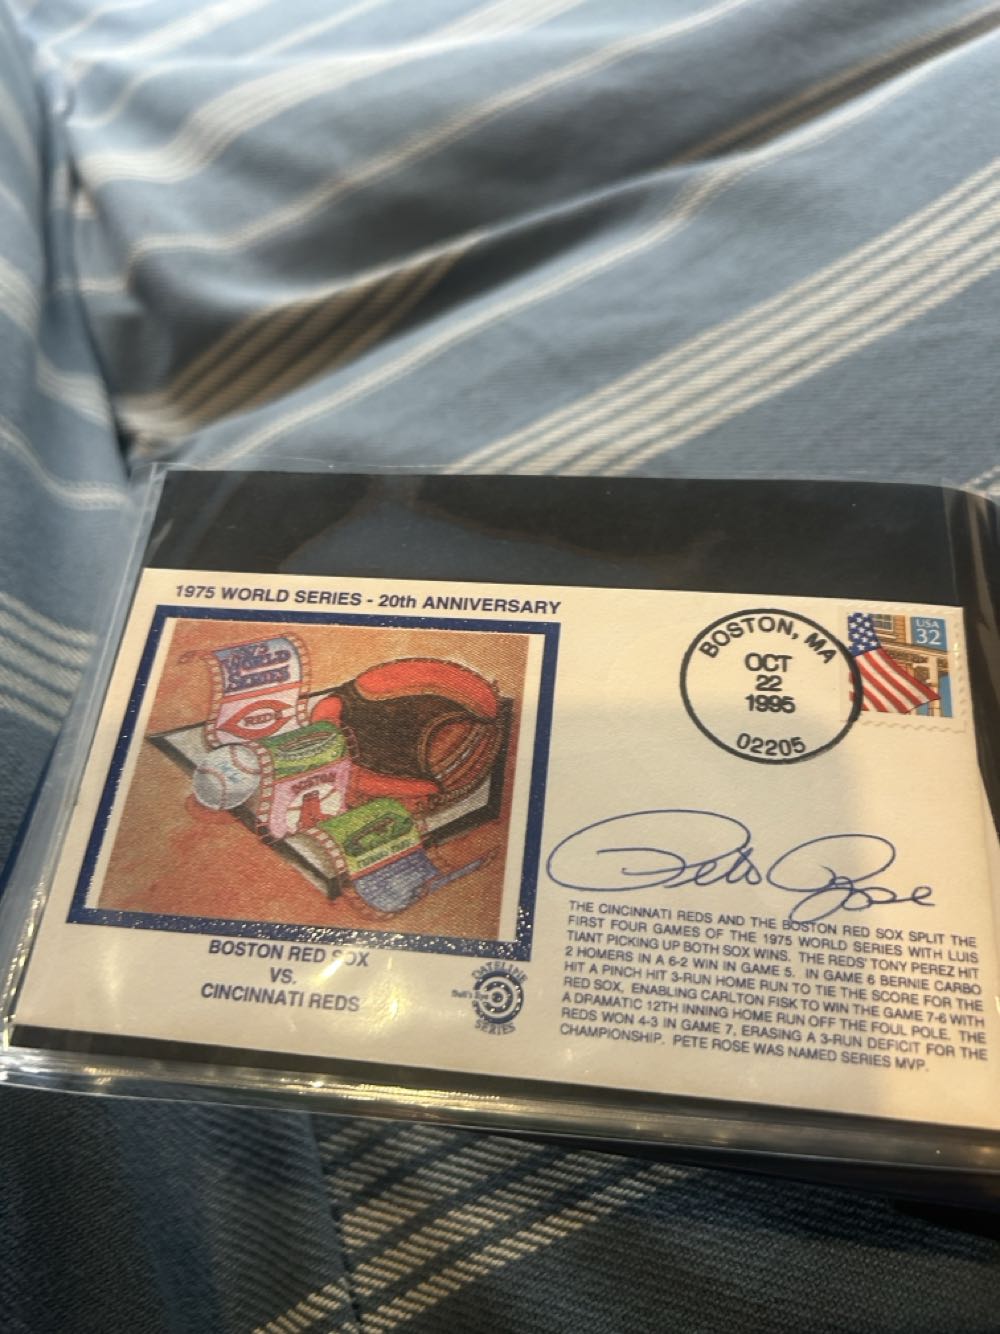 1975 WORLD SERIES - 20th ANNIVERSARY
WORLD
SERIES
REDS
BOSTON
BOSTON RED SOX
VS.
CINCINNATI REDS
DATELINE
SERIES
BOSTON, MA
OCT
22
1995
02205
USA
32
Pete Rose
THE CINCINNATI REDS AND THE BOSTON RED SOX SPLIT THE
FIRST FOUR GAMES OF THE 1975 WORLD SERIES WITH LUIS
TIANT PICKING UP BOTH SOX WINS. THE REDS' TONY PEREZ HIT
2 HOMERS IN A 6-2 WIN IN GAME 5. IN GAME 6 BERNIE CARBO
HIT A PINCH HIT 3-RUN HOME RUN TO TIE THE SCORE FOR THE
RED SOX, ENABLING CARLTON FISK TO WIN THE GAME 7-6 WITH
A DRAMATIC 12TH INNING HOME RUN OFF THE FOUL POLE. THE
REDS WON 4-3 IN GAME 7, ERASING A 3-RUN DEFICIT FOR THE
CHAMPIONSHIP. PETE ROSE WAS NAMED SERIES MVP.